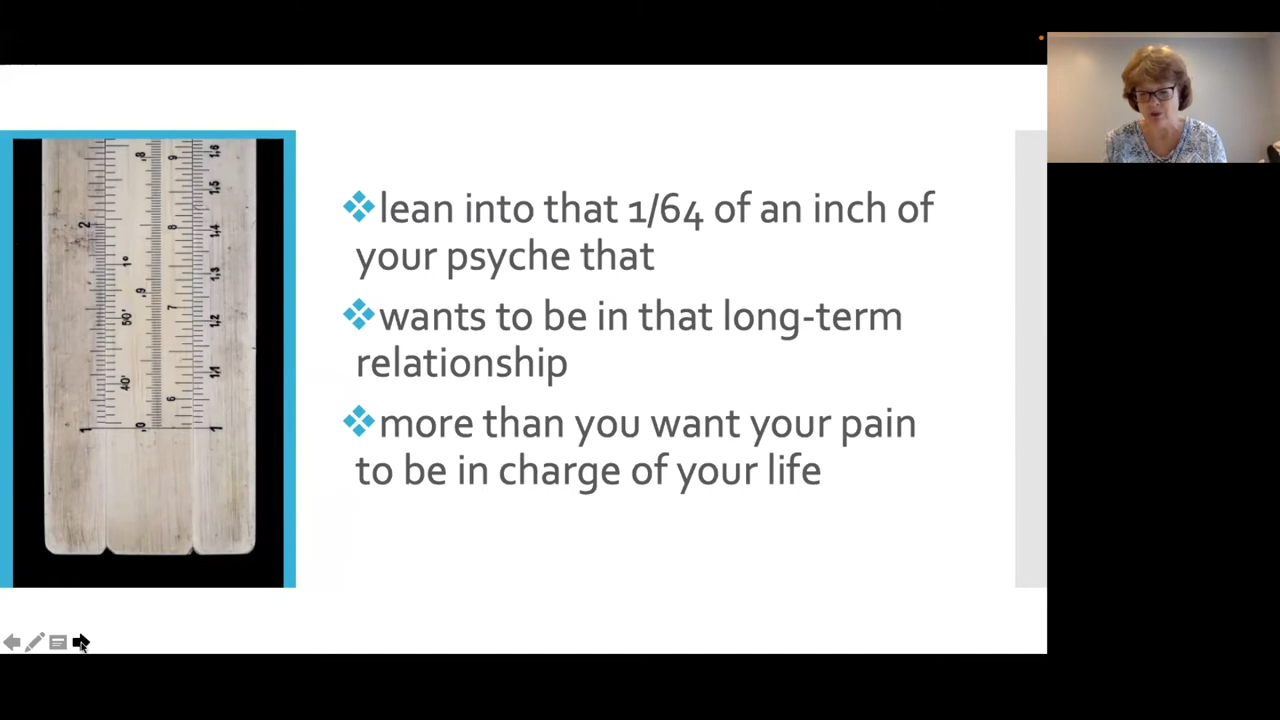 ❖lean into that 1/64 of an inch of
your psyche that
❖wants to be in that long-term
relationship
❖more than you want your pain
to be in charge of your life